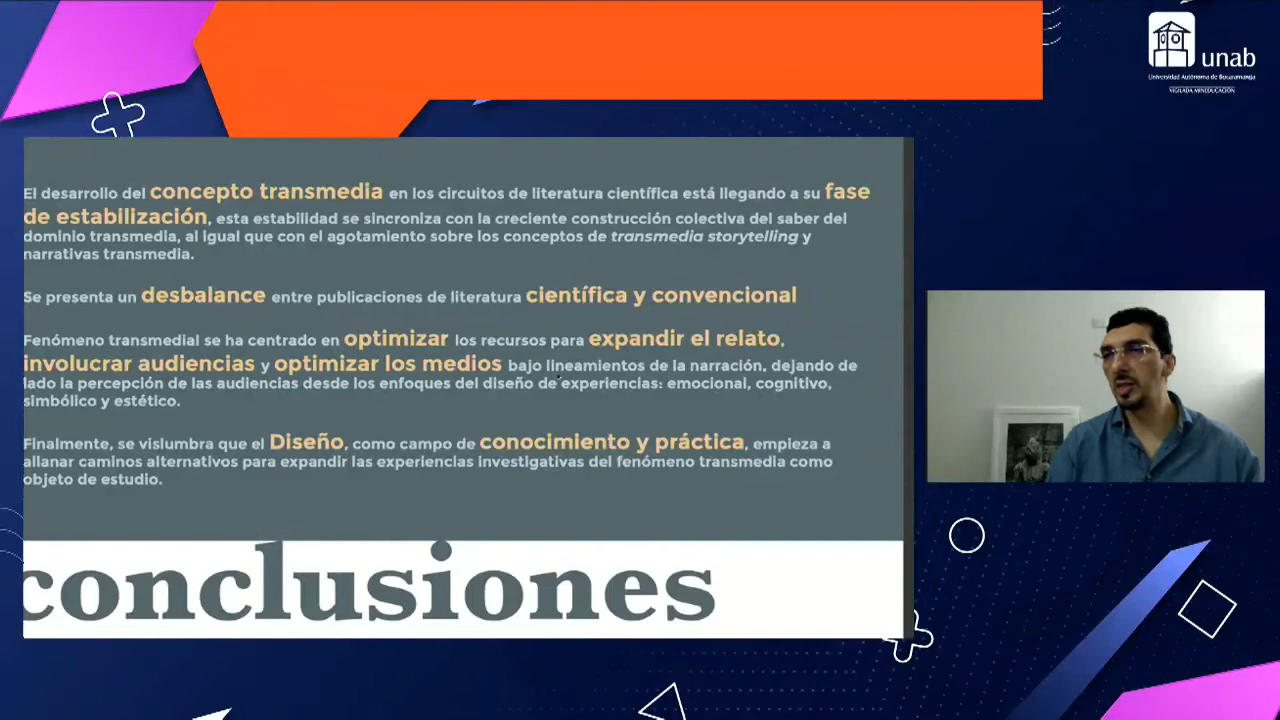 unab
Universidad Autónoma de Bucaramanga
VIGILADA MINEDUCACIÓN
El desarrollo del concepto transmedia en los circuitos de literatura científica está llegando a su fase
de estabilización, esta estabilidad se sincroniza con la creciente construcción colectiva del saber del
dominio transmedia, al igual que con el agotamiento sobre los conceptos de transmedia storytelling y
narrativas transmedia.
Se presenta un desbalance entre publicaciones de literatura científica y convencional
Fenómeno transmedial se ha centrado en optimizar los recursos para expandir el relato,
involucrar audiencias y optimizar los medios bajo lineamientos de la narración, dejando de
lado la percepción de las audiencias desde los enfoques del diseño de experiencias: emocional, cognitivo,
simbólico y estético.
Finalmente, se vislumbra que el Diseño, como campo de conocimiento y práctica, empieza a
allanar caminos alternativos para expandir las experiencias investigativas del fenómeno transmedia como
objeto de estudio.
conclusiones